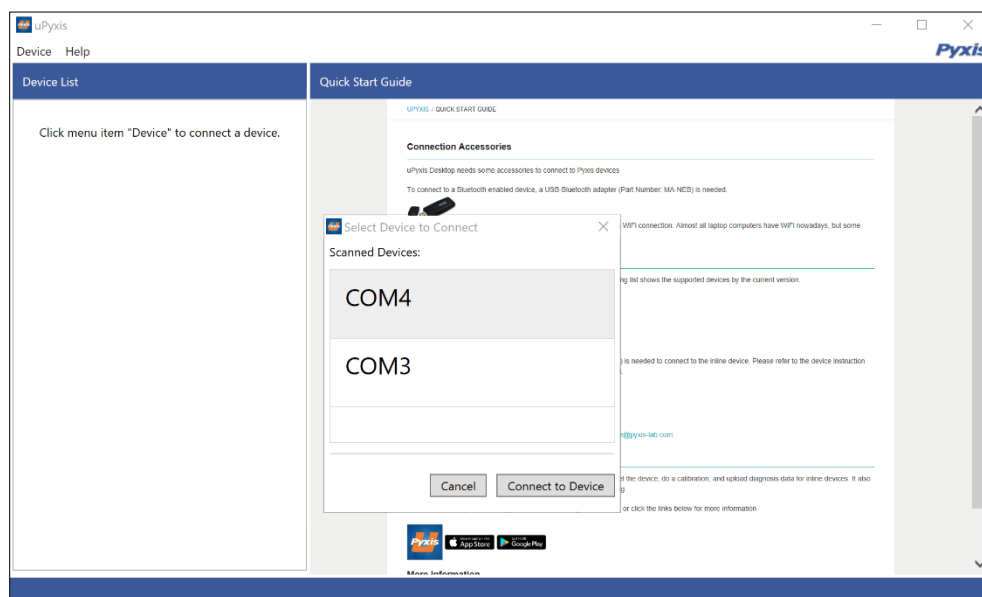 uPyxis
Device Help
Pyxis
Device List
Quick Start Guide
Click menu item "Device" to connect a device.
UPYXIS / QUICK START GUIDE
Connection Accessories
uPyxis Desktop needs some accessories to connect to Pyxis devices
To connect to a Bluetooth enabled device, a USB Bluetooth adapter (Part Number: MA-NEB) is needed.
WiFi connection. Almost all laptop computers have WiFi nowadays, but some
Select Device to Connect
Scanned Devices:
COM4
COM3
Cancel Connect to Device
ng list shows the supported devices by the current version.
) is needed to connect to the inline device. Please refer to the device instruction
e@pyxis-lab.com
et the device, do a calibration, and upload diagnosis data for inline devices. It also
g
or click the links below for more information
Pyxis
App Store
Google Play
More Information